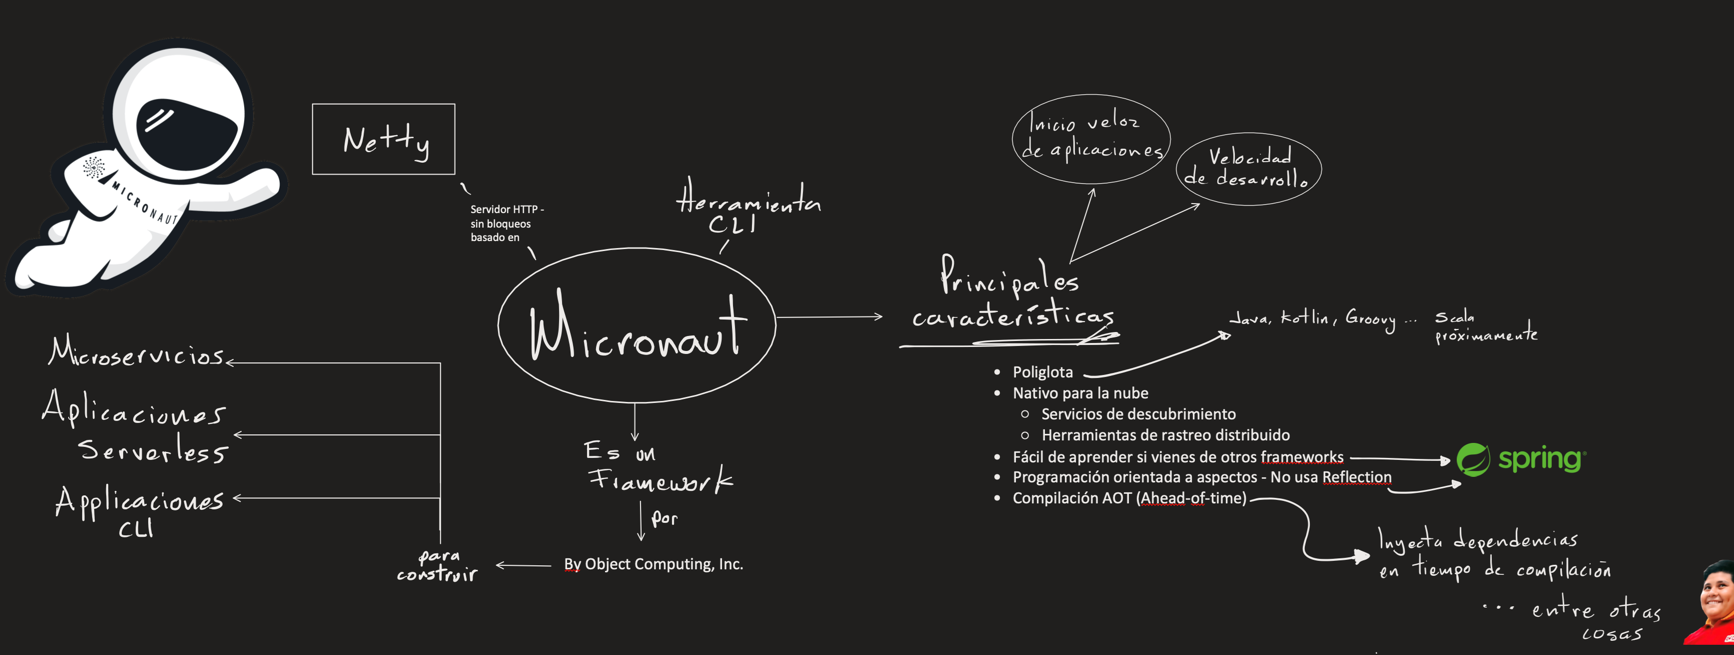 MICRONAUT
Netty
Servidor HTTP -
sin bloqueos
basado en
Herramienta
CLI
Micronaut
Es un
Framework
por
By Object Computing, Inc.
para
construir
Microservicios
Aplicaciones
Serverless
Applicaciones
CLI
Principales
características
Inicio veloz
de aplicaciones
Velocidad
de desarrollo
• Poliglota
Java, Kotlin, Groovy ... Scala
próximamente
• Nativo para la nube
○ Servicios de descubrimiento
○ Herramientas de rastreo distribuido
• Fácil de aprender si vienes de otros frameworks
spring
• Programación orientada a aspectos - No usa Reflection
• Compilación AOT (Ahead-of-time)
Inyecta dependencias
en tiempo de compilación
... entre otras
cosas